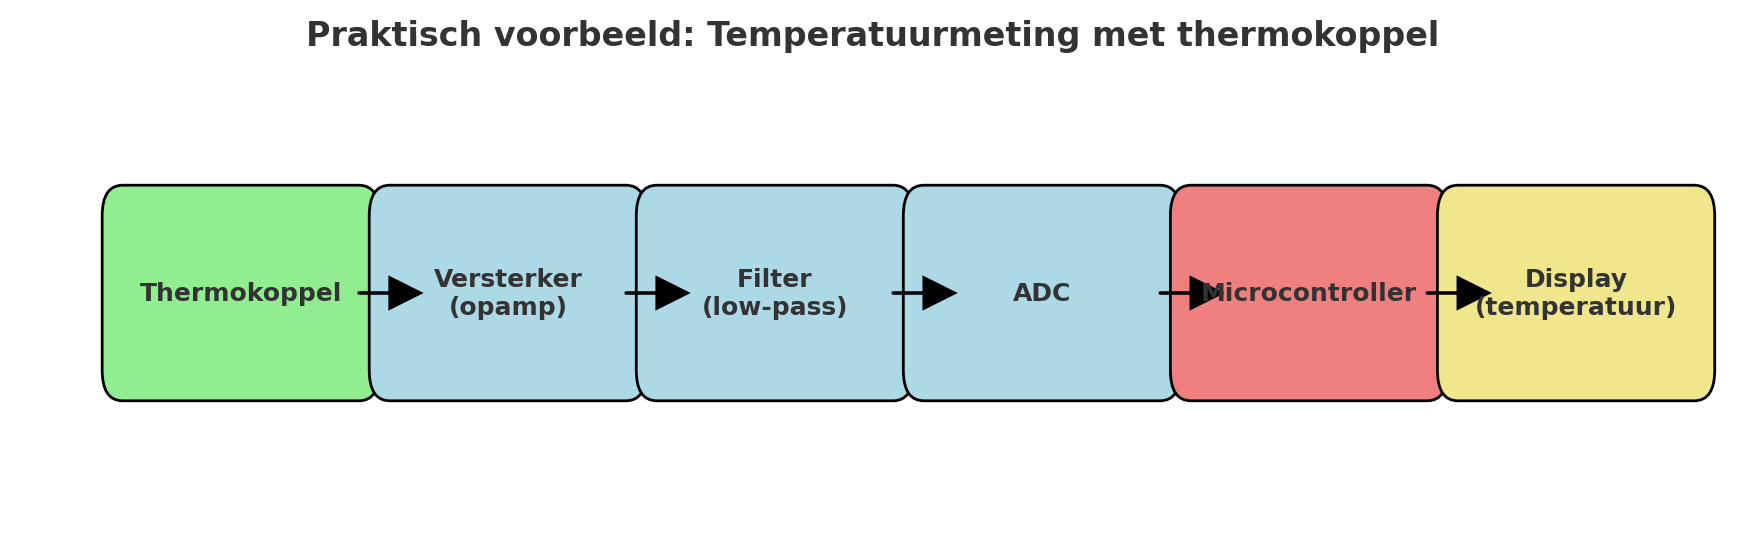 Praktisch voorbeeld: Temperatuurmeting met thermokoppel
Thermokoppel
Versterker
(opamp)
Filter
(low-pass)
ADC
Microcontroller
Display
(temperatuur)